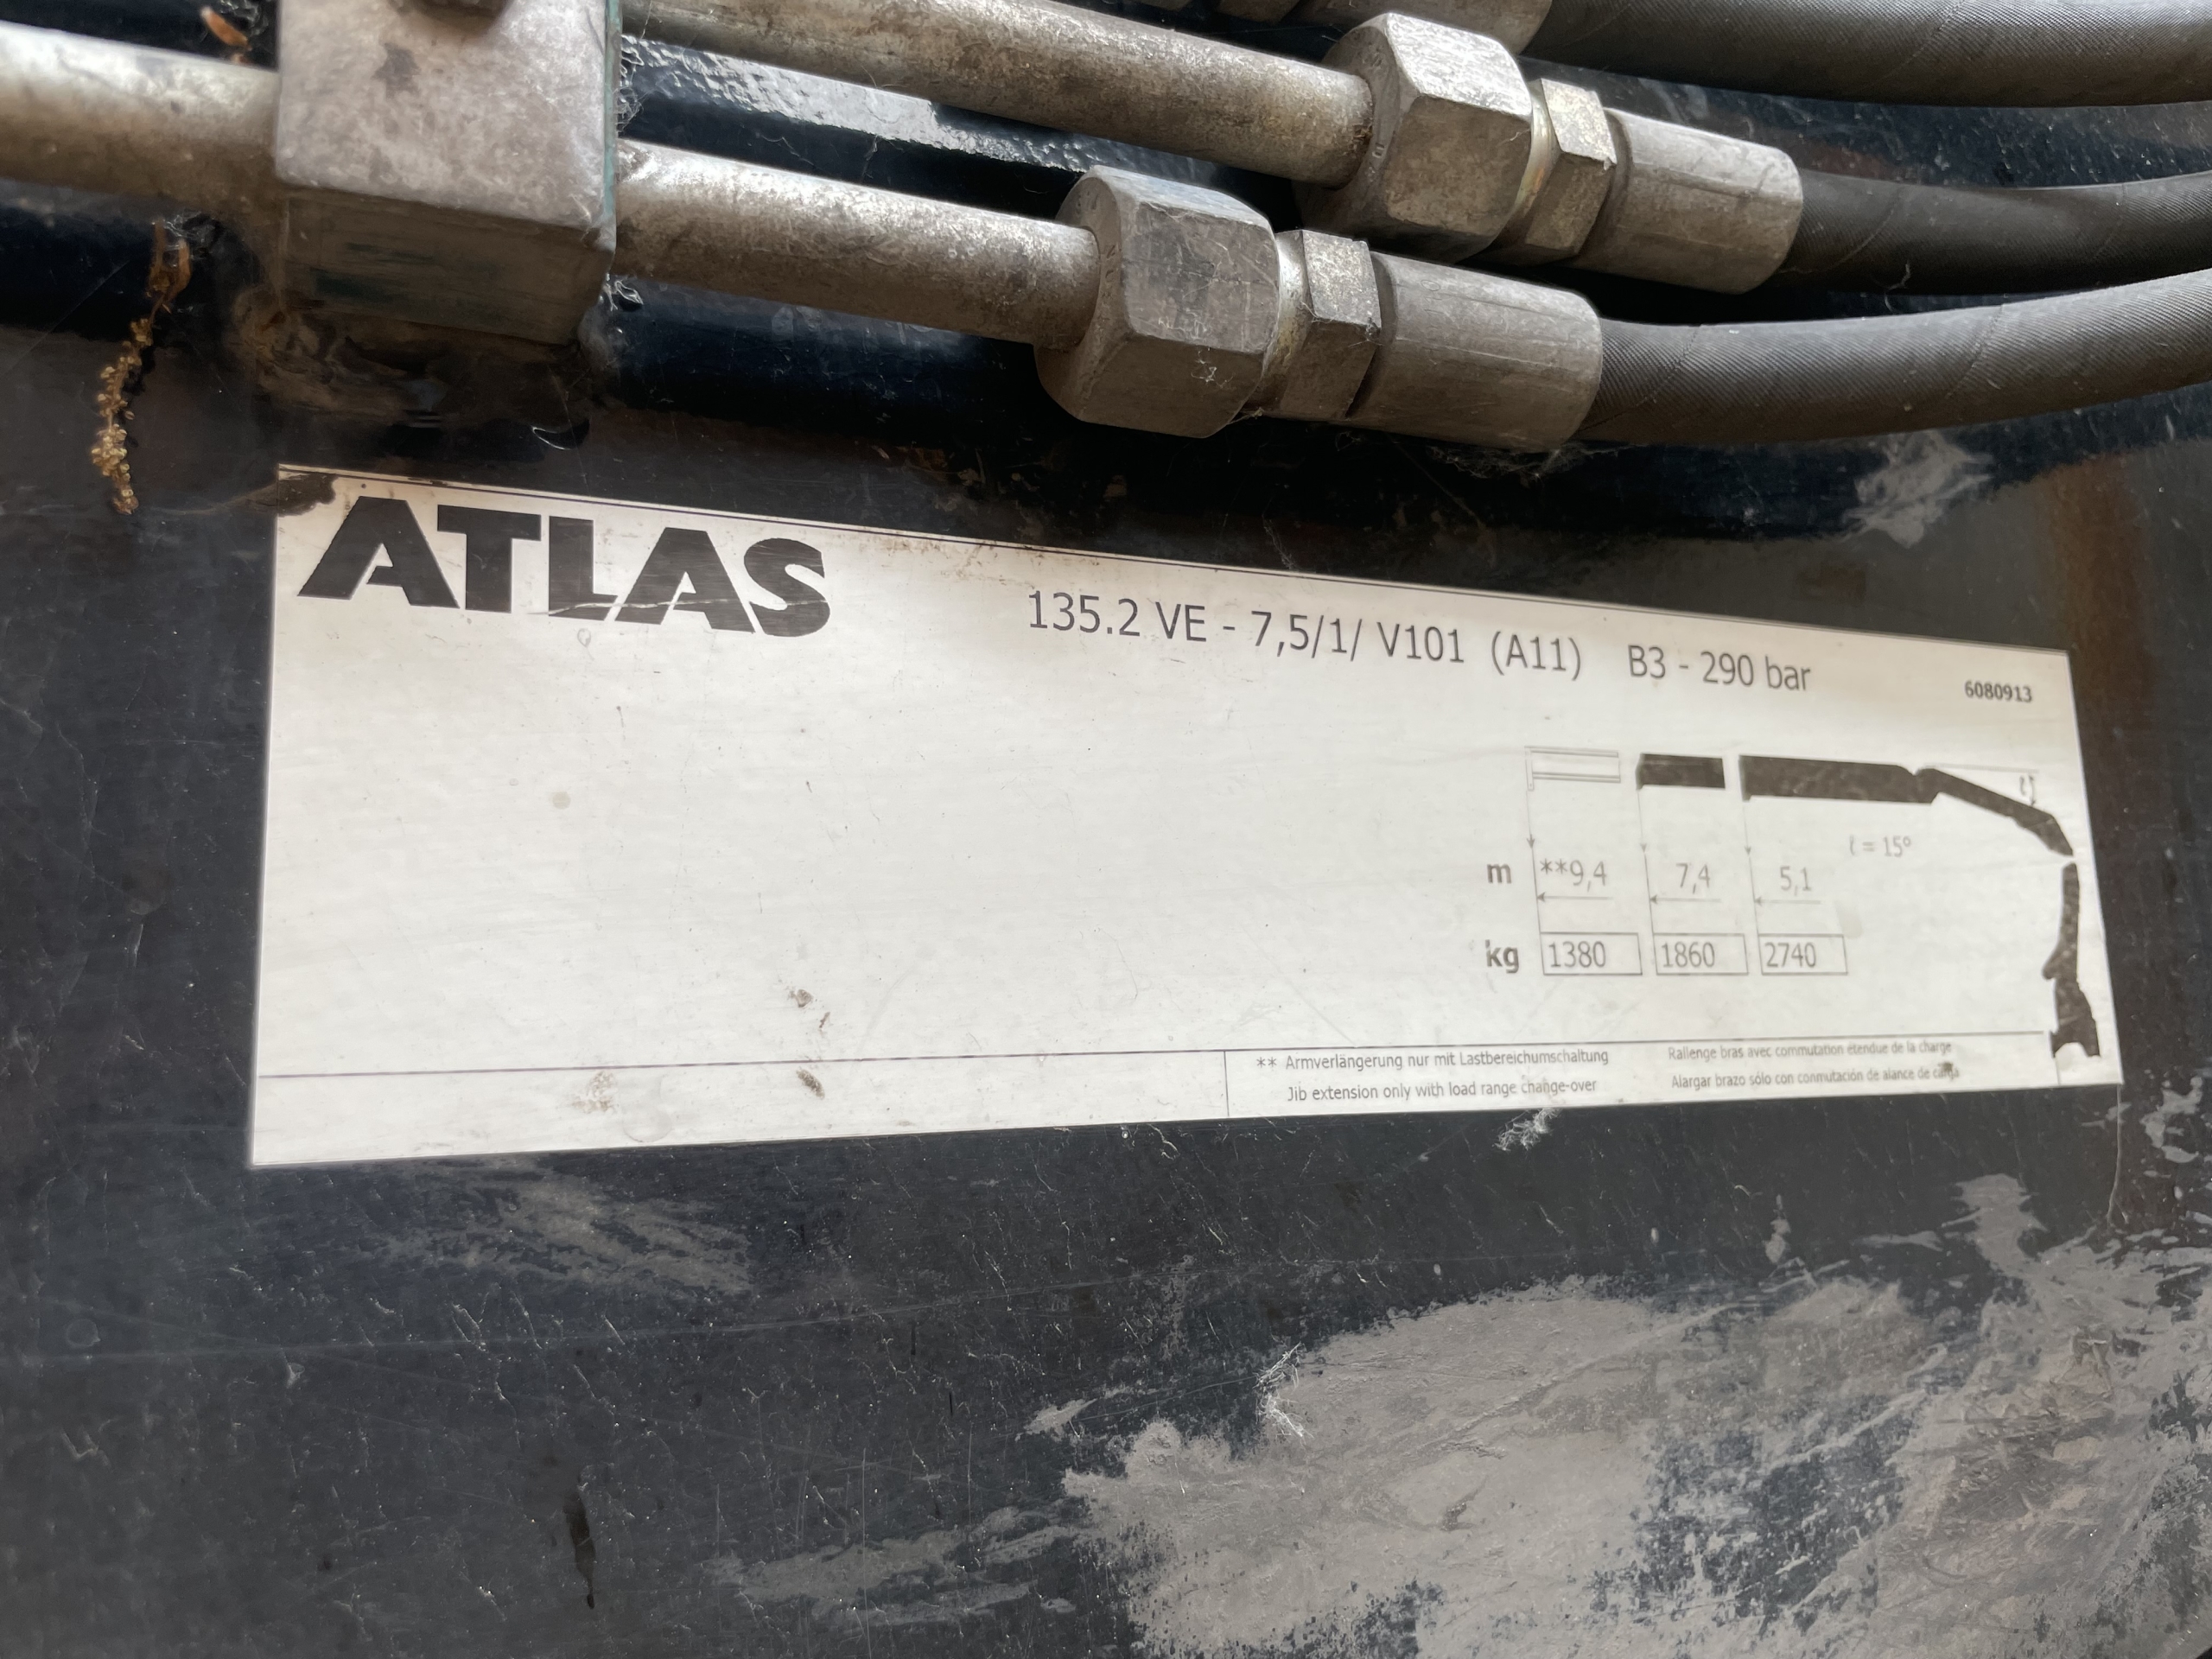 ATLAS
135.2 VE - 7,5/1/ V101 (A11) B3 - 290 bar
6080913
ℓ = 15°
m **9,4 7,4 5,1
kg 1380 1860 2740
** Armverlängerung nur mit Lastbereichumschaltung
Jib extension only with load range change-over
Rallenge bras avec commutation étendue de la charge
Alargar brazo sólo con conmutación de alance de carga